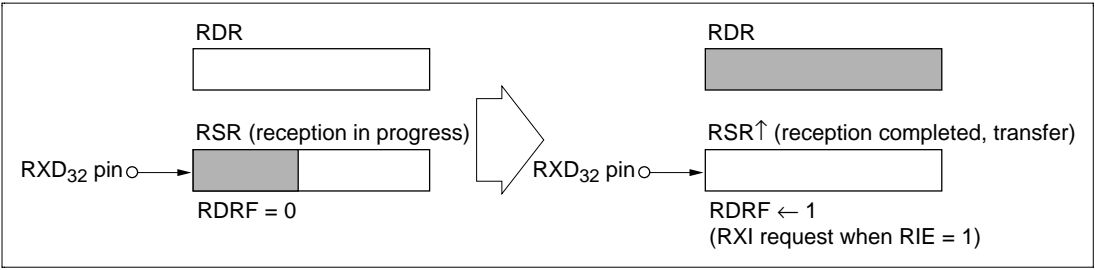 RDR
RSR (reception in progress)
RXD32 pin
RDRF = 0
RDR
RSR↑ (reception completed, transfer)
RXD32 pin
RDRF ← 1
(RXI request when RIE = 1)